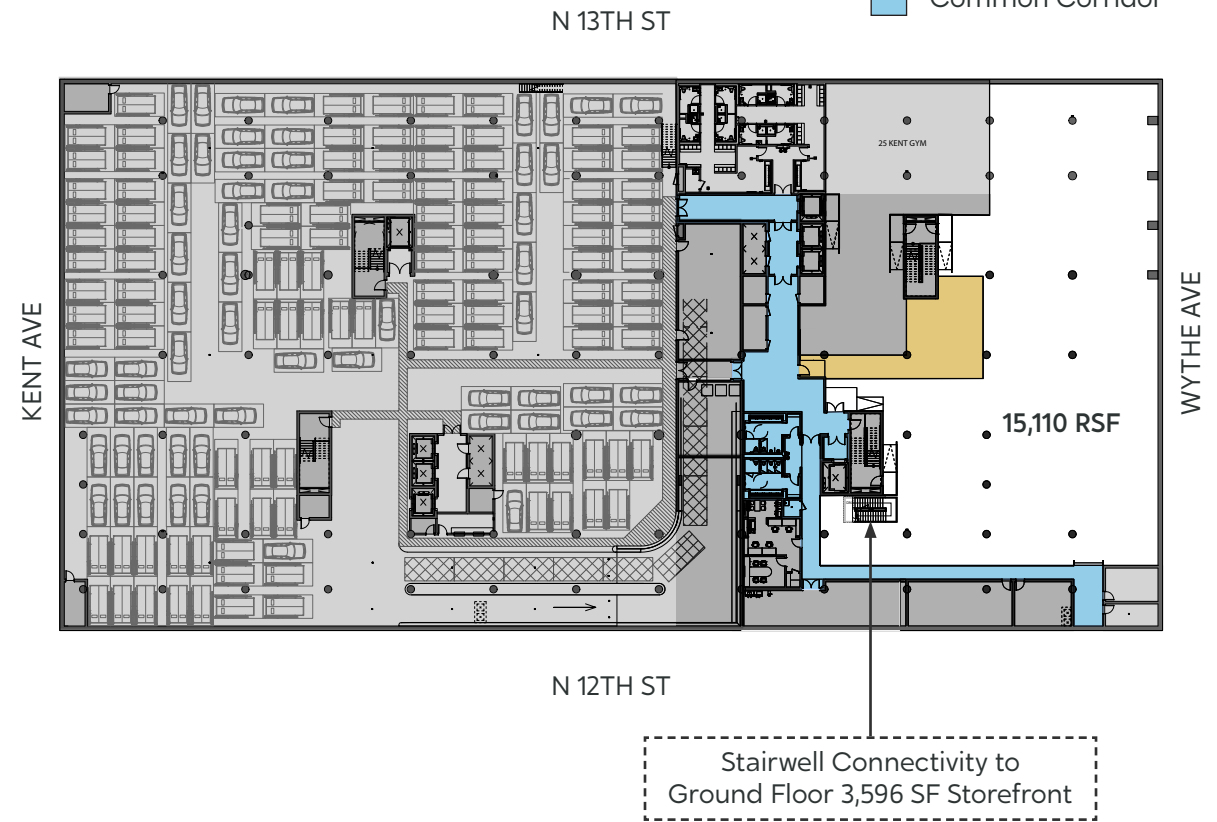 Common Corridor
N 13TH ST
25 KENT GYM
KENT AVE
WYTHE AVE
15,110 RSF
N 12TH ST
Stairwell Connectivity to
Ground Floor 3,596 SF Storefront